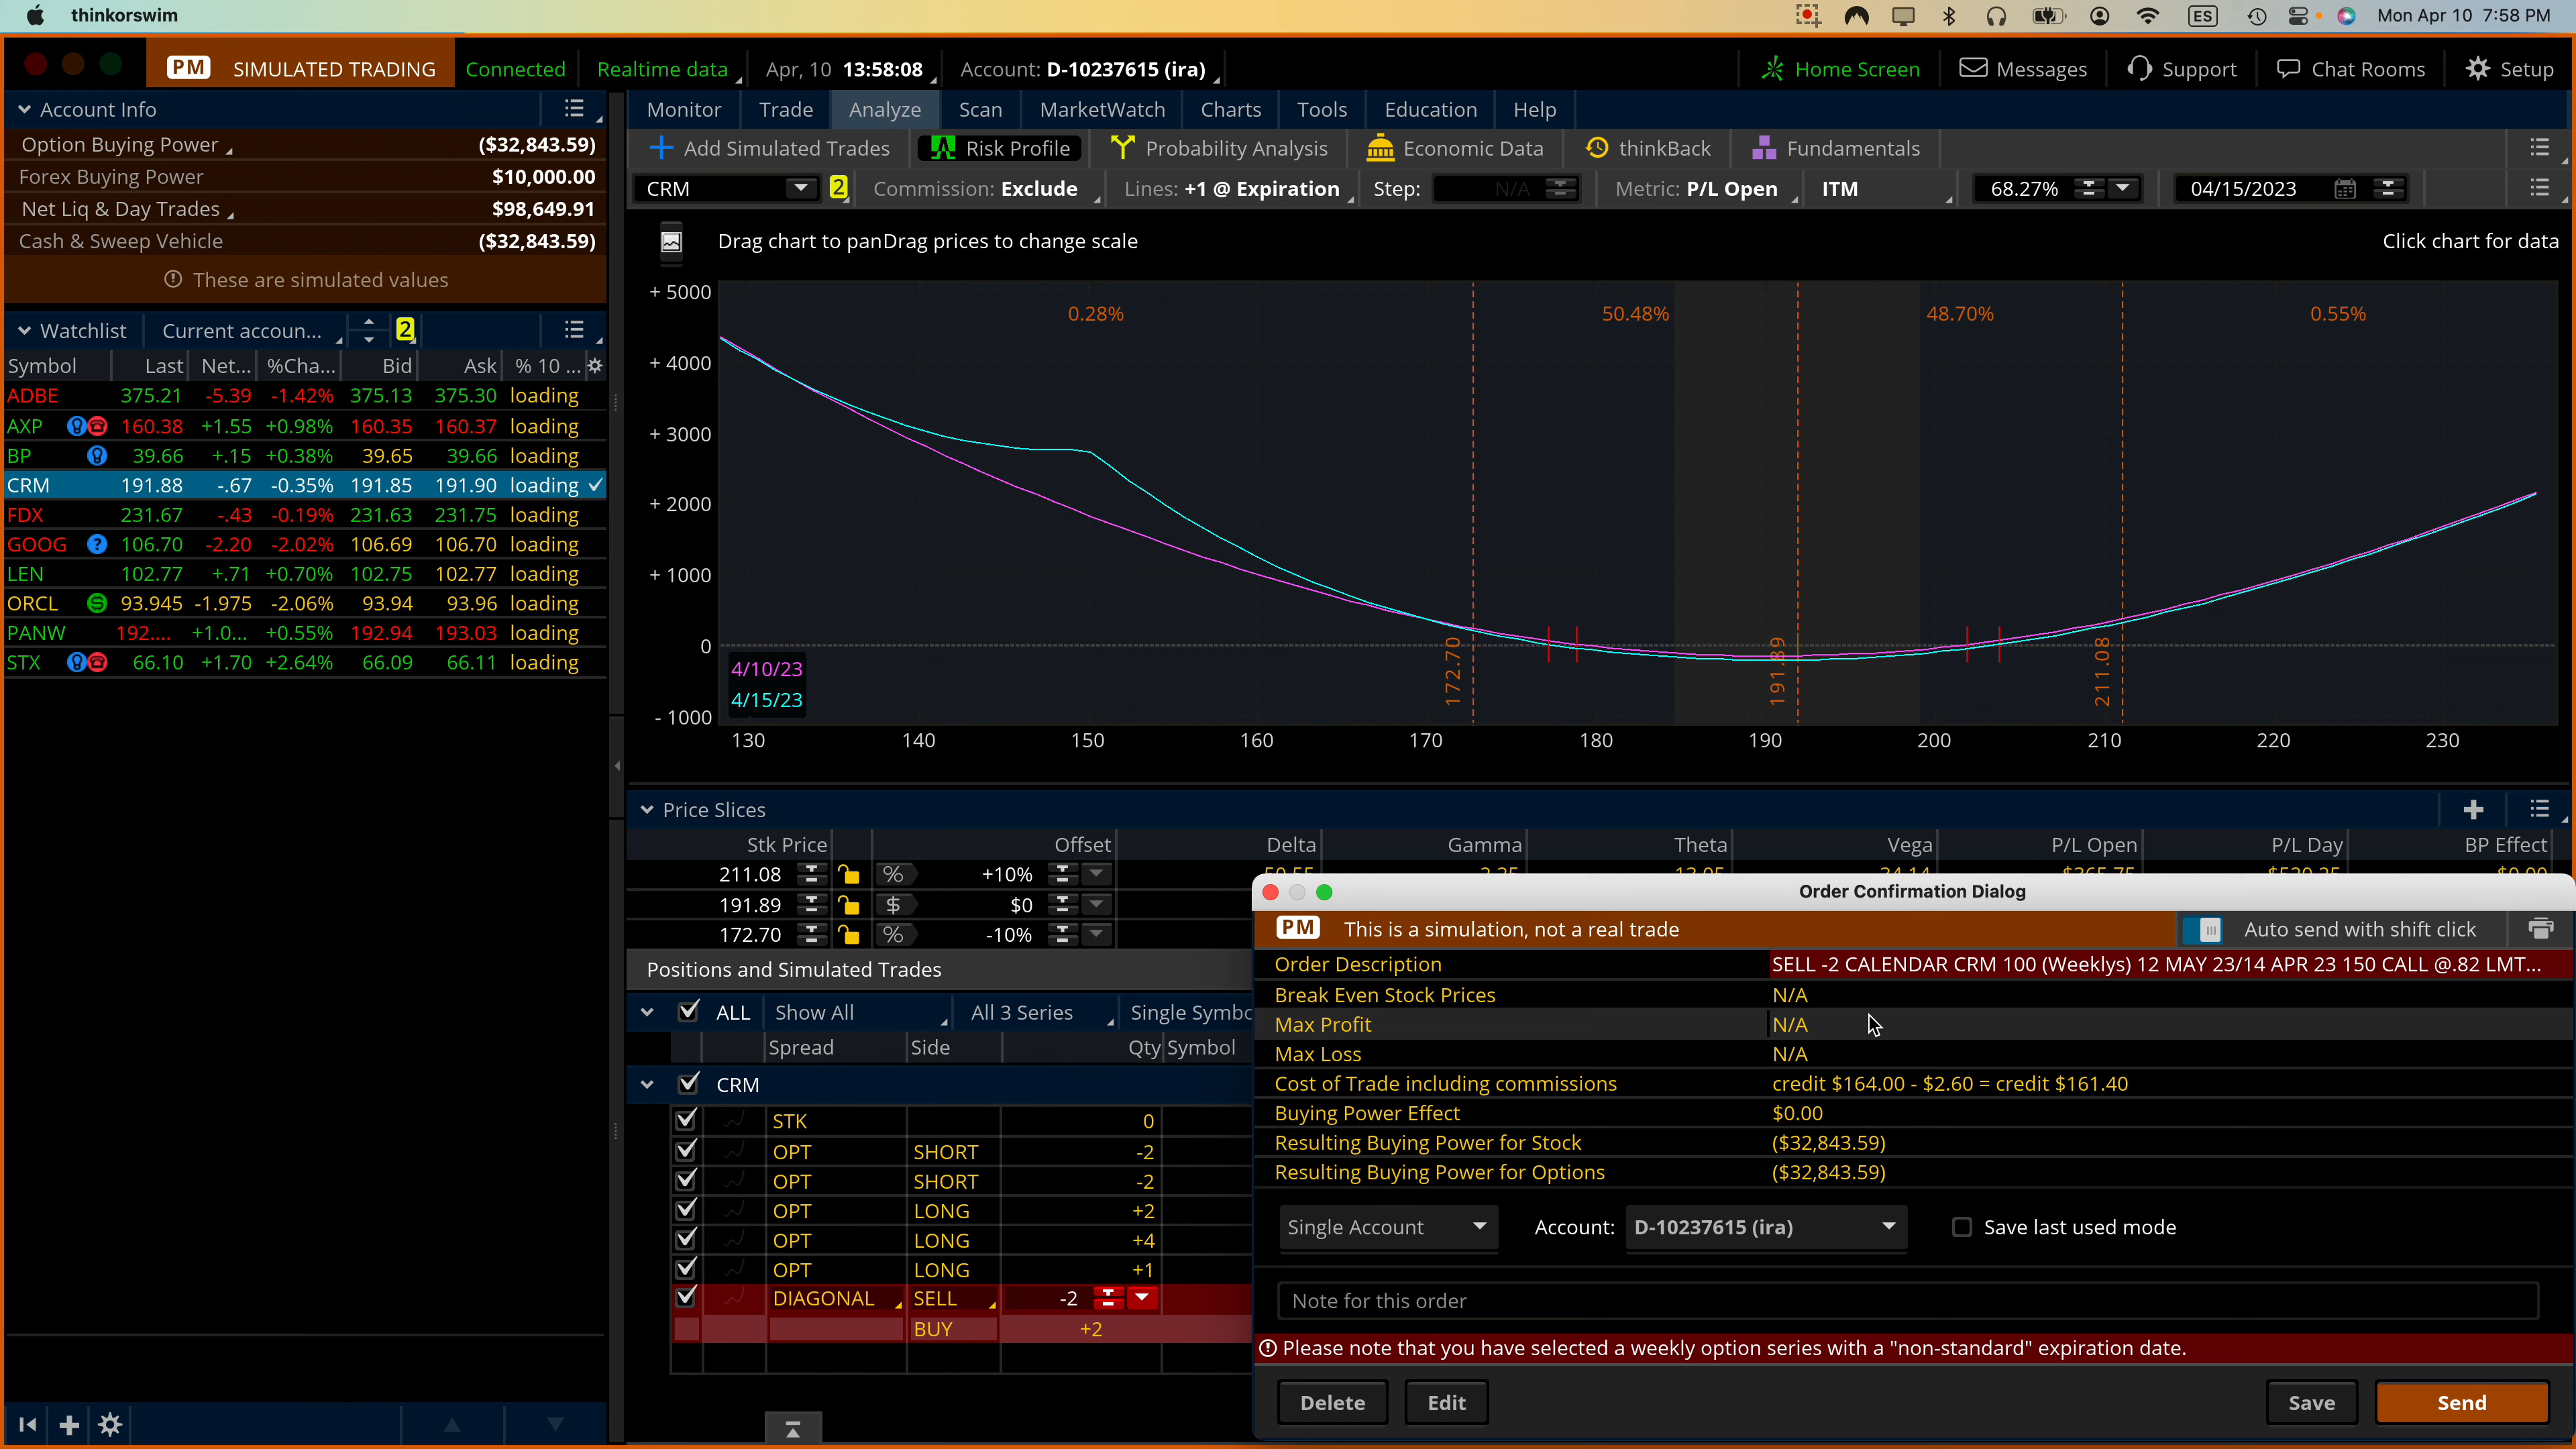 thinkorswim
ES
Mon Apr 10 7:58 PM
PM SIMULATED TRADING Connected Realtime data Apr, 10 13:58:08 Account: D-10237615 (ira) Home Screen Messages Support Chat Rooms Setup
Account Info
Option Buying Power ($32,843.59)
Forex Buying Power $10,000.00
Net Liq & Day Trades $98,649.91
Cash & Sweep Vehicle ($32,843.59)
These are simulated values
Watchlist Current accoun... 2
Symbol Last Net... %Cha... Bid Ask % 10 ...
ADBE 375.21 -5.39 -1.42% 375.13 375.30 loading
AXP 160.38 +1.55 +0.98% 160.35 160.37 loading
BP 39.66 +.15 +0.38% 39.65 39.66 loading
CRM 191.88 -.67 -0.35% 191.85 191.90 loading
FDX 231.67 -.43 -0.19% 231.63 231.75 loading
GOOG 106.70 -2.20 -2.02% 106.69 106.70 loading
LEN 102.77 +.71 +0.70% 102.75 102.77 loading
ORCL 93.945 -1.975 -2.06% 93.94 93.96 loading
PANW 192.... +1.0... +0.55% 192.94 193.03 loading
STX 66.10 +1.70 +2.64% 66.09 66.11 loading
Monitor Trade Analyze Scan MarketWatch Charts Tools Education Help
Add Simulated Trades Risk Profile Probability Analysis Economic Data thinkBack Fundamentals
CRM 2 Commission: Exclude Lines: +1 @ Expiration Step: N/A Metric: P/L Open ITM 68.27% 04/15/2023
Drag chart to panDrag prices to change scale Click chart for data
+ 5000
0.28% 50.48% 48.70% 0.55%
+ 4000
+ 3000
+ 2000
+ 1000
0
172.70 191.89 211.08
4/10/23
4/15/23
- 1000
130 140 150 160 170 180 190 200 210 220 230
Price Slices
Stk Price Offset Delta Gamma Theta Vega P/L Open P/L Day BP Effect
211.08 % +10%
191.89 $ $0
172.70 % -10%
Positions and Simulated Trades
ALL Show All All 3 Series Single Symbo
Spread Side Qty Symbol
CRM
STK 0
OPT SHORT -2
OPT SHORT -2
OPT LONG +2
OPT LONG +4
OPT LONG +1
DIAGONAL SELL -2
BUY +2
Order Confirmation Dialog
PM This is a simulation, not a real trade Auto send with shift click
Order Description SELL -2 CALENDAR CRM 100 (Weeklys) 12 MAY 23/14 APR 23 150 CALL @.82 LMT...
Break Even Stock Prices N/A
Max Profit N/A
Max Loss N/A
Cost of Trade including commissions credit $164.00 - $2.60 = credit $161.40
Buying Power Effect $0.00
Resulting Buying Power for Stock ($32,843.59)
Resulting Buying Power for Options ($32,843.59)
Single Account Account: D-10237615 (ira) Save last used mode
Note for this order
Please note that you have selected a weekly option series with a "non-standard" expiration date.
Delete Edit Save Send